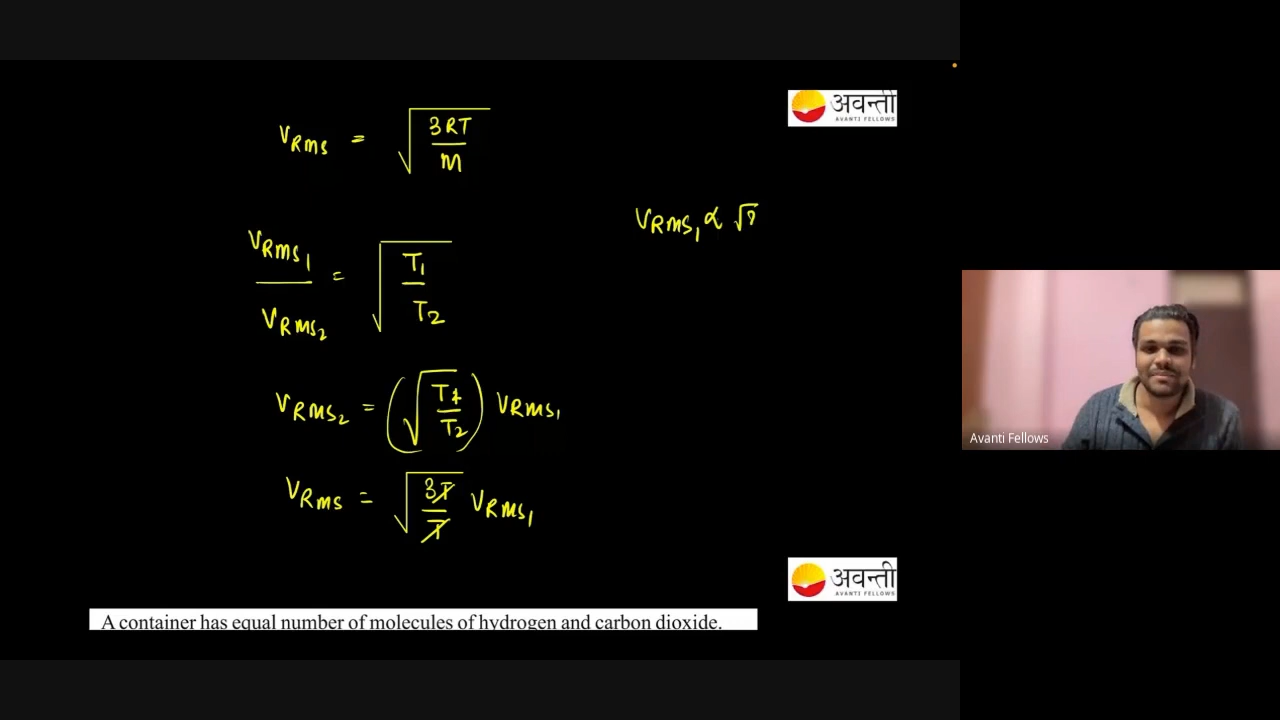 अवन्ती
AVANTI FELLOWS
VRMS = √(3RT/M)
VRMS₁ ∝ √
VRMS₁/VRMS₂ = √(T₁/T₂)
VRMS₂ = (√(T/T₂)) VRMS₁
VRMS = √(3T/T) VRMS₁
Avanti Fellows
अवन्ती
AVANTI FELLOWS
A container has equal number of molecules of hydrogen and carbon dioxide.